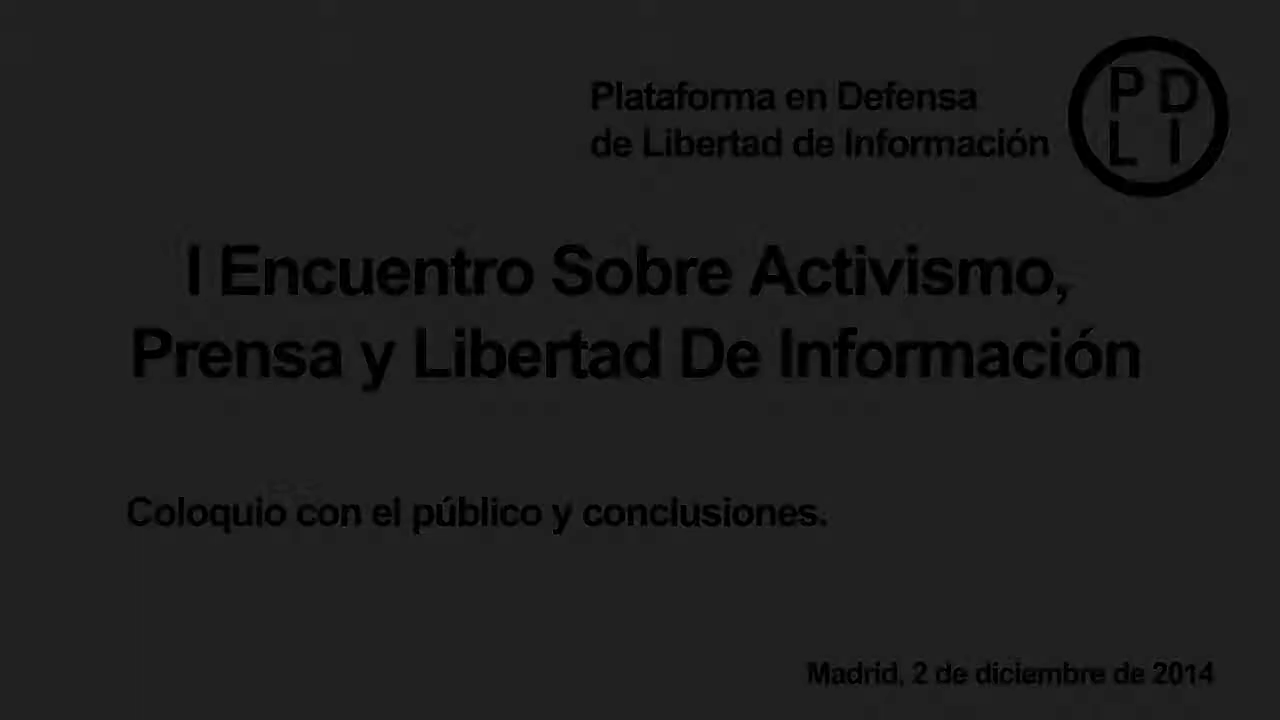 Plataforma en Defensa
de Libertad de Información
P D
L I
I Encuentro Sobre Activismo,
Prensa y Libertad De Información
Coloquio con el público y conclusiones.
Madrid, 2 de diciembre de 2014